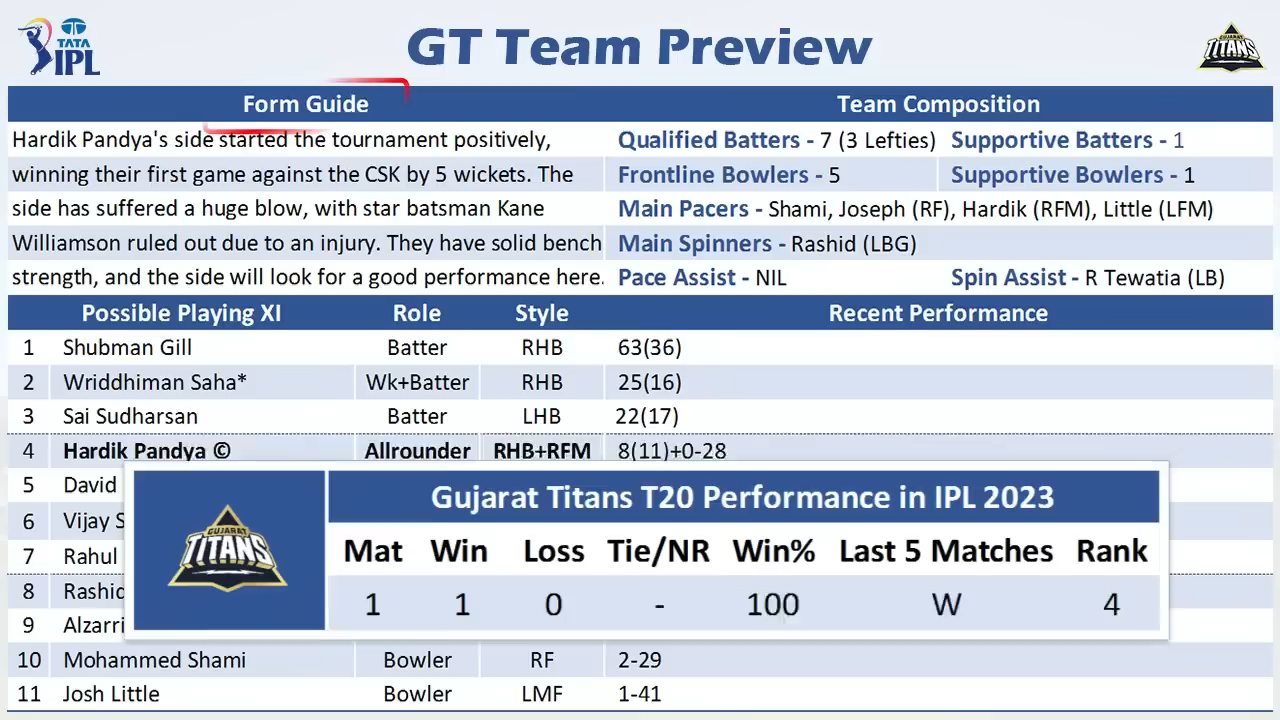 TATA
IPL
GT Team Preview
GUJARAT
TITANS
Form Guide
Team Composition
Hardik Pandya's side started the tournament positively,
winning their first game against the CSK by 5 wickets. The
side has suffered a huge blow, with star batsman Kane
Williamson ruled out due to an injury. They have solid bench
strength, and the side will look for a good performance here.
Qualified Batters - 7 (3 Lefties) Supportive Batters - 1
Frontline Bowlers - 5 Supportive Bowlers - 1
Main Pacers - Shami, Joseph (RF), Hardik (RFM), Little (LFM)
Main Spinners - Rashid (LBG)
Pace Assist - NIL Spin Assist - R Tewatia (LB)
Possible Playing XI Role Style Recent Performance
1 Shubman Gill Batter RHB 63(36)
2 Wriddhiman Saha* Wk+Batter RHB 25(16)
3 Sai Sudharsan Batter LHB 22(17)
4 Hardik Pandya © Allrounder RHB+RFM 8(11)+0-28
5 David
6 Vijay S
7 Rahul
8 Rashid
9 Alzarri
GUJARAT
TITANS
Gujarat Titans T20 Performance in IPL 2023
Mat Win Loss Tie/NR Win% Last 5 Matches Rank
1 1 0 - 100 W 4
10 Mohammed Shami Bowler RF 2-29
11 Josh Little Bowler LMF 1-41